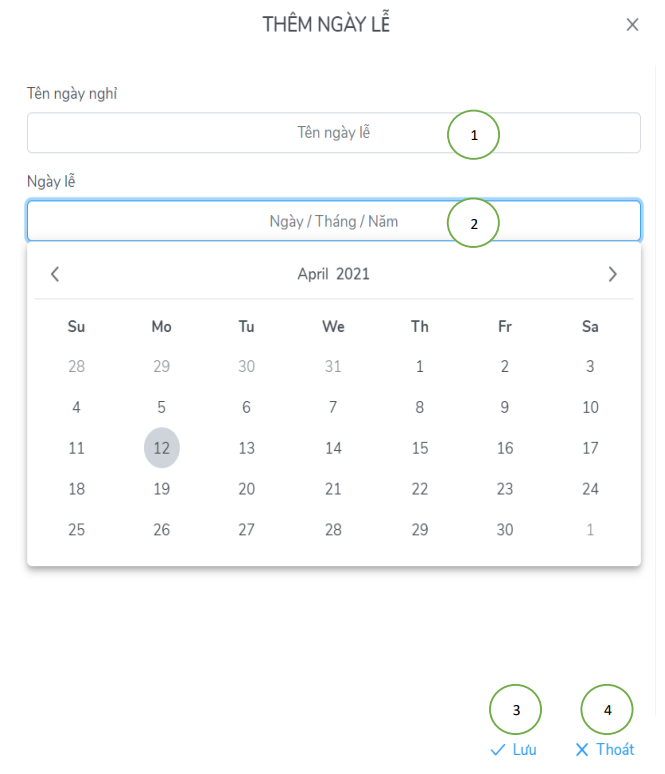 THÊM NGÀY LỄ
Tên ngày nghỉ
Tên ngày lễ 1
Ngày lễ
Ngày / Tháng / Năm 2
April 2021
Su Mo Tu We Th Fr Sa
28 29 30 31 1 2 3
4 5 6 7 8 9 10
11 12 13 14 15 16 17
18 19 20 21 22 23 24
25 26 27 28 29 30 1
3 4
Lưu Thoát